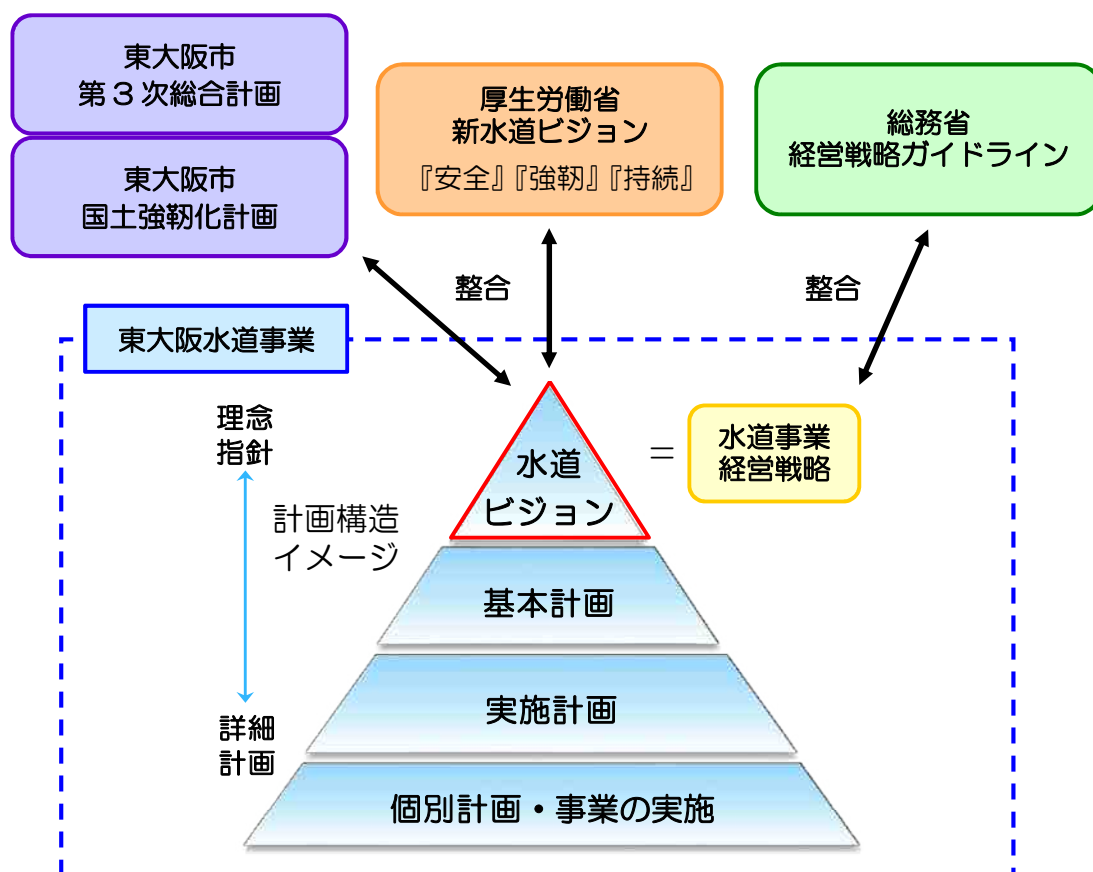 東大阪市
第3次総合計画
東大阪市
国土強靭化計画
厚生労働省
新水道ビジョン
『安全』『強靭』『持続』
総務省
経営戦略ガイドライン
整合
整合
東大阪水道事業
理念
指針
計画構造
イメージ
詳細
計画
水道
ビジョン
＝
水道事業
経営戦略
基本計画
実施計画
個別計画・事業の実施